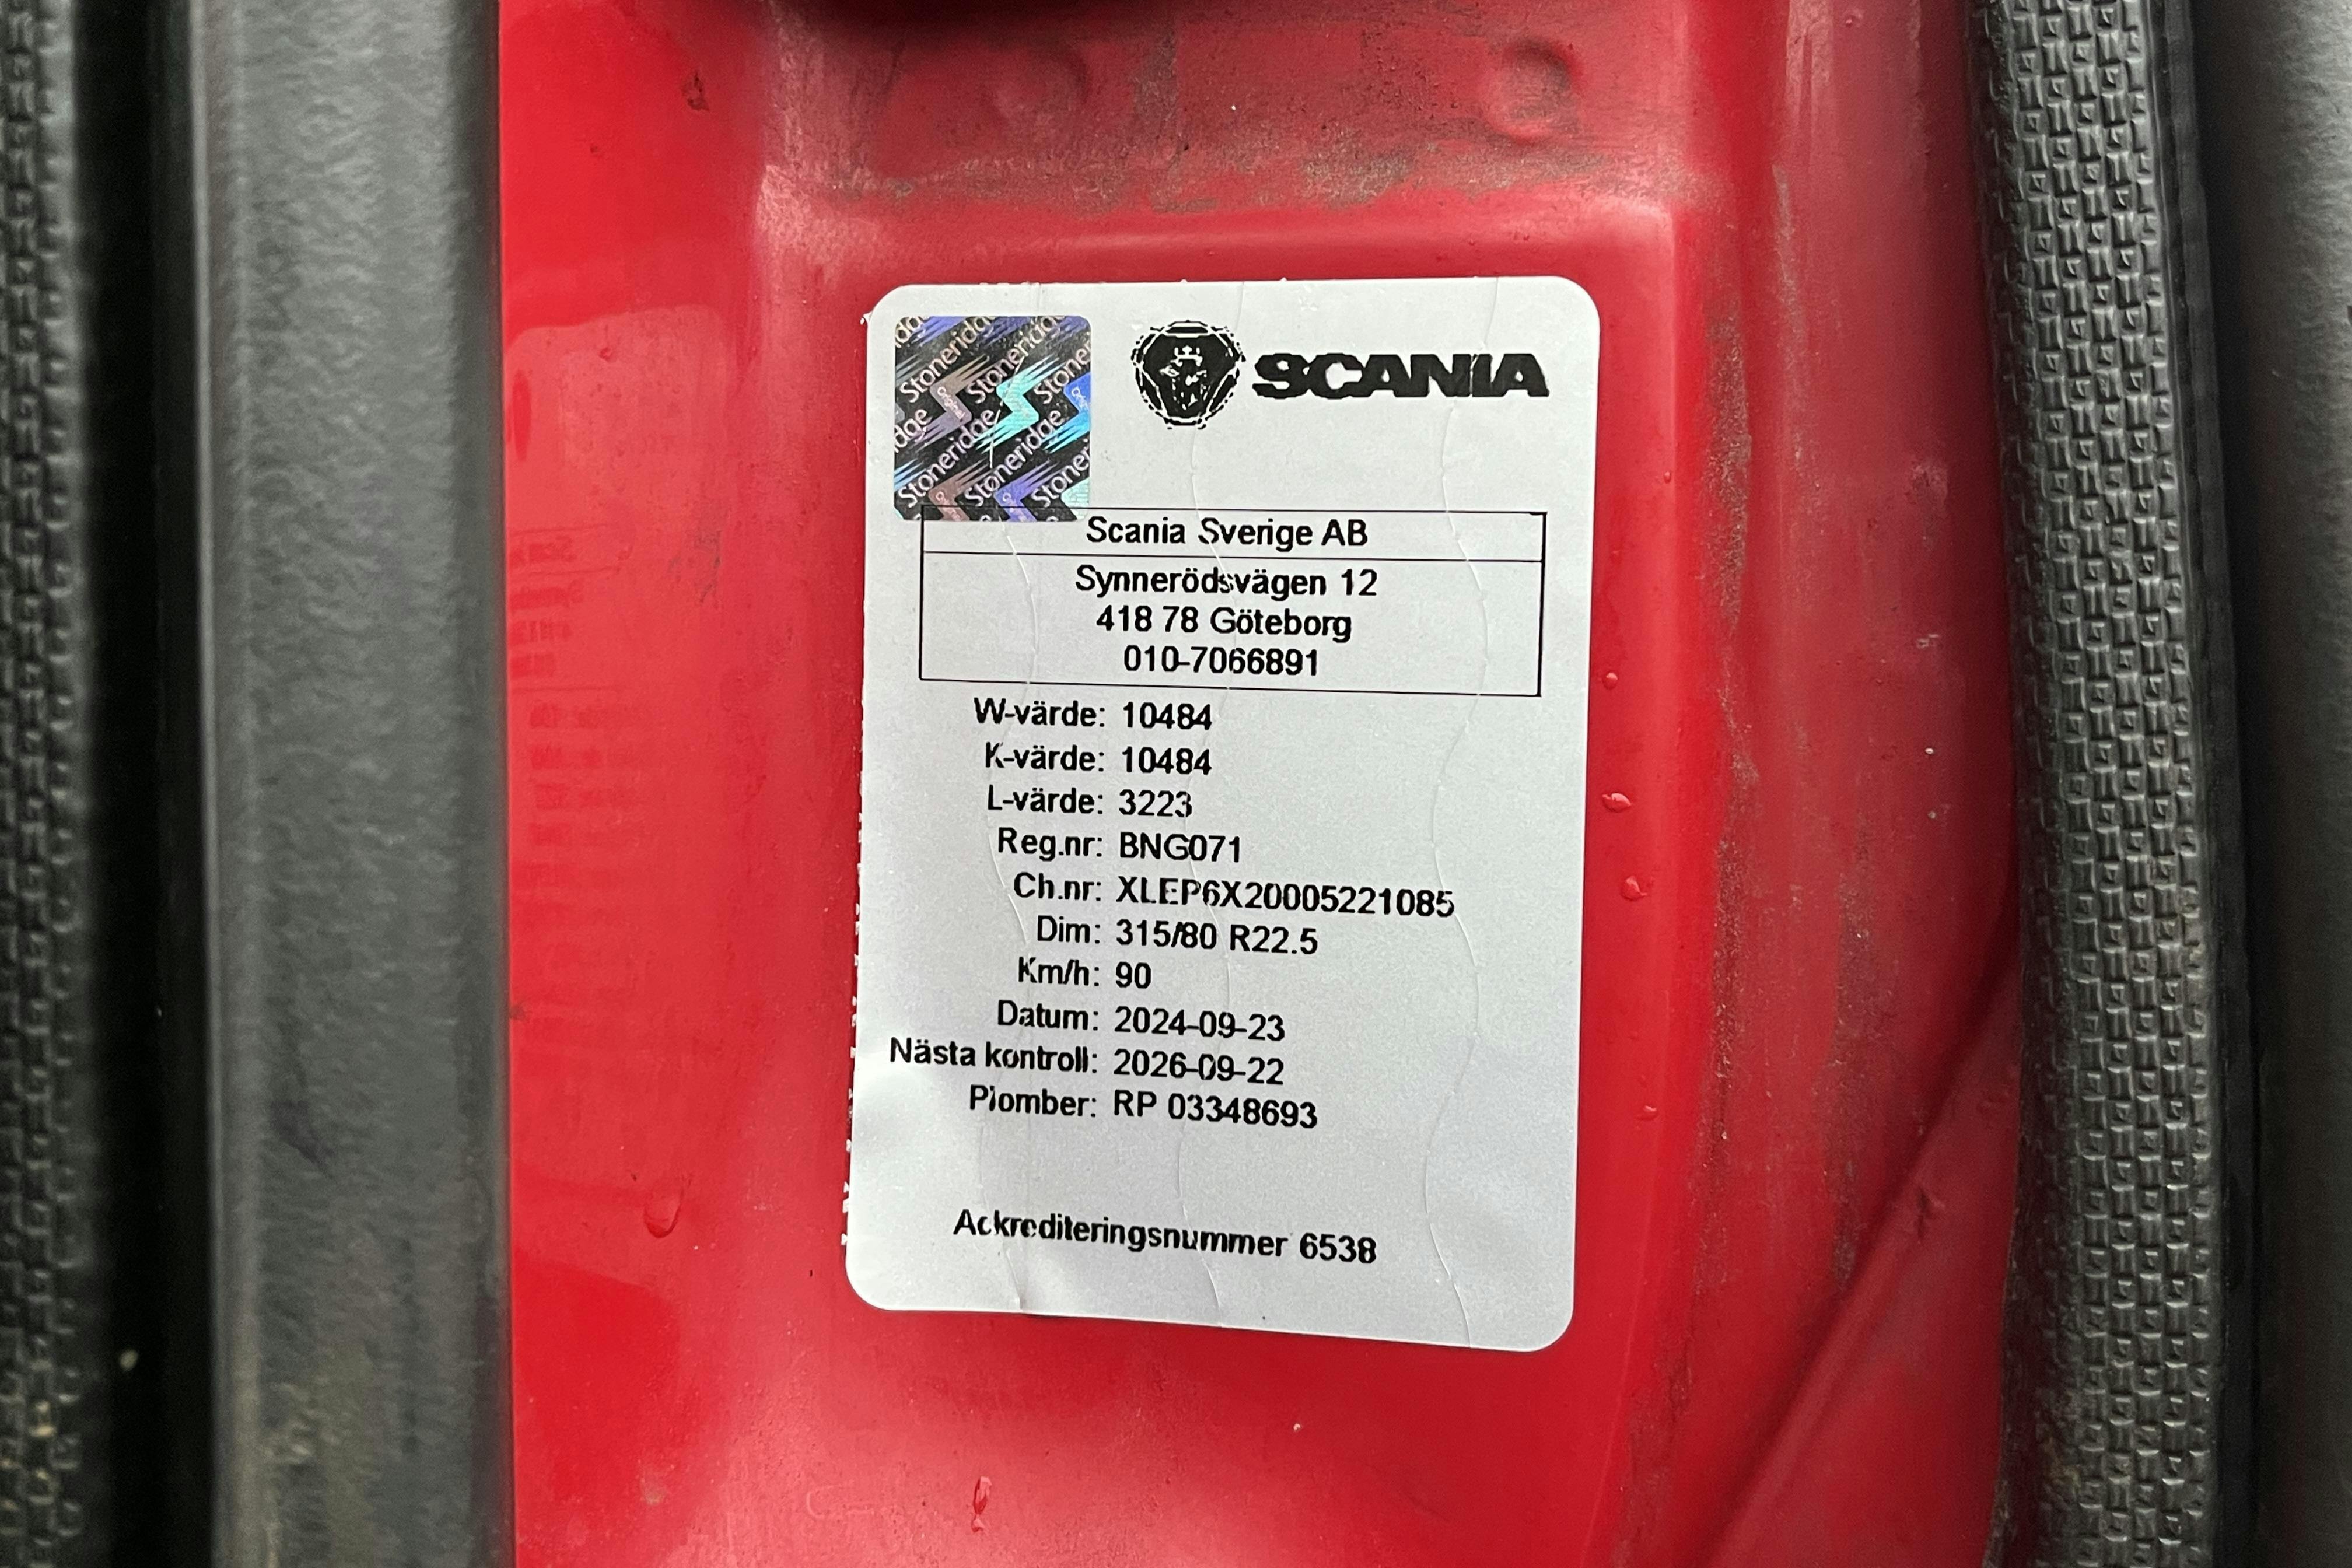 Stoneridge
SCANIA
Scania Sverige AB
Synnerödsvägen 12
418 78 Göteborg
010-7066891
W-värde: 10484
K-värde: 10484
L-värde: 3223
Reg.nr: BNG071
Ch.nr: XLEP6X20005221085
Dim: 315/80 R22.5
Km/h: 90
Datum: 2024-09-23
Nästa kontroll: 2026-09-22
Plomber: RP 03348693
Ackrediteringsnummer 6538